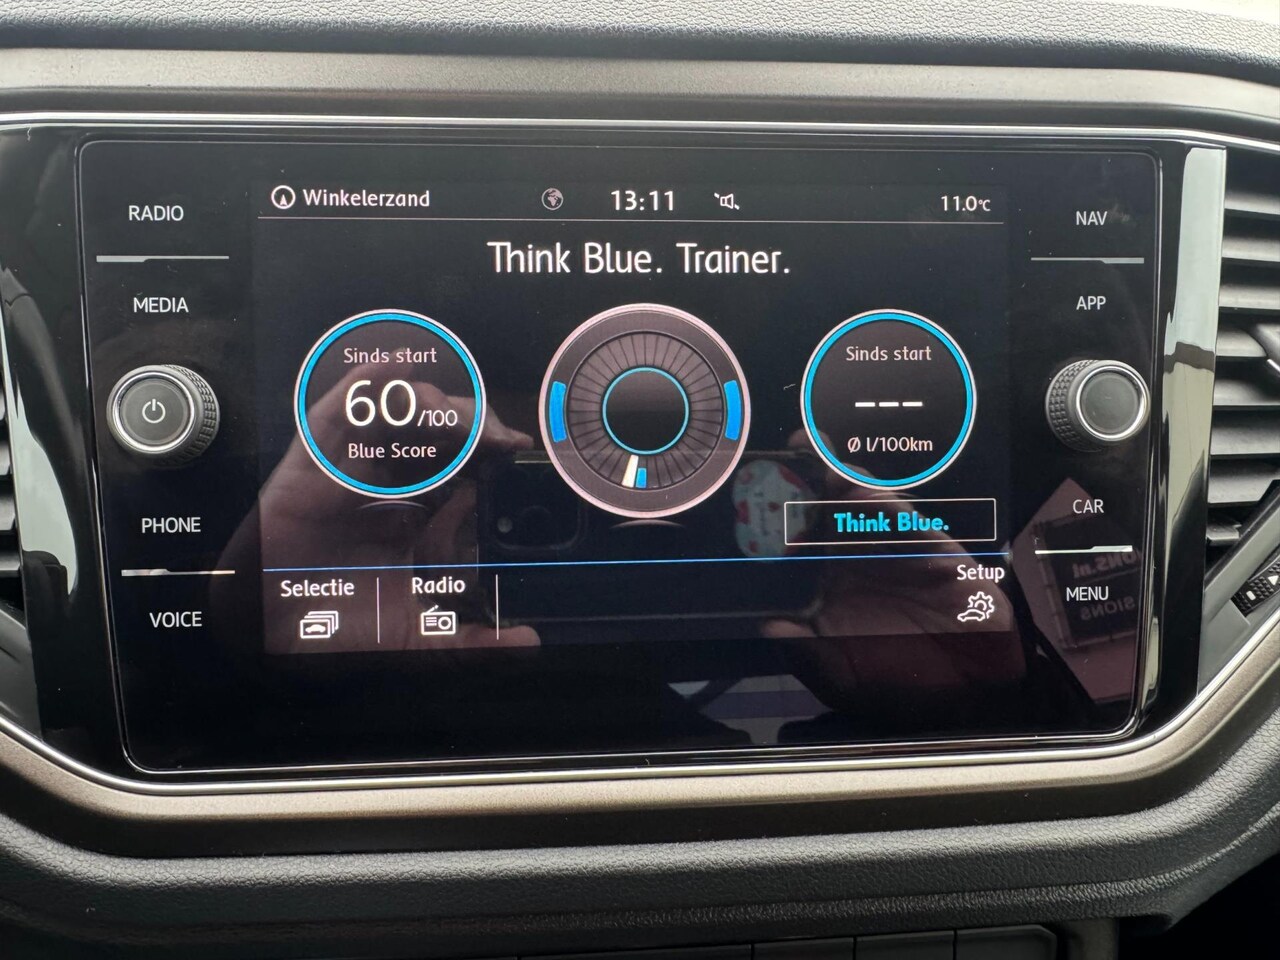 Winkelerzand 13:11 11.0°C
RADIO
MEDIA
PHONE
VOICE
Think Blue. Trainer.
Sinds start
60/100
Blue Score
Sinds start
---
Ø l/100km
Think Blue.
Selectie
Radio
Setup
NAV
APP
CAR
MENU